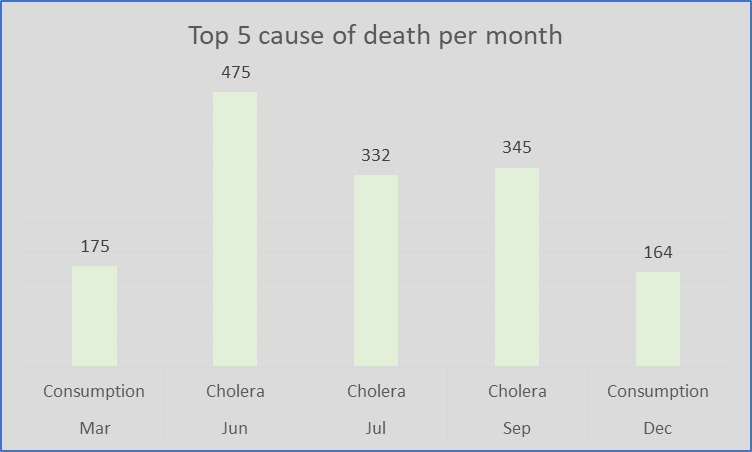 Top 5 cause of death per month
475
332
345
175
164
Consumption Cholera Cholera Cholera Consumption
Mar Jun Jul Sep Dec